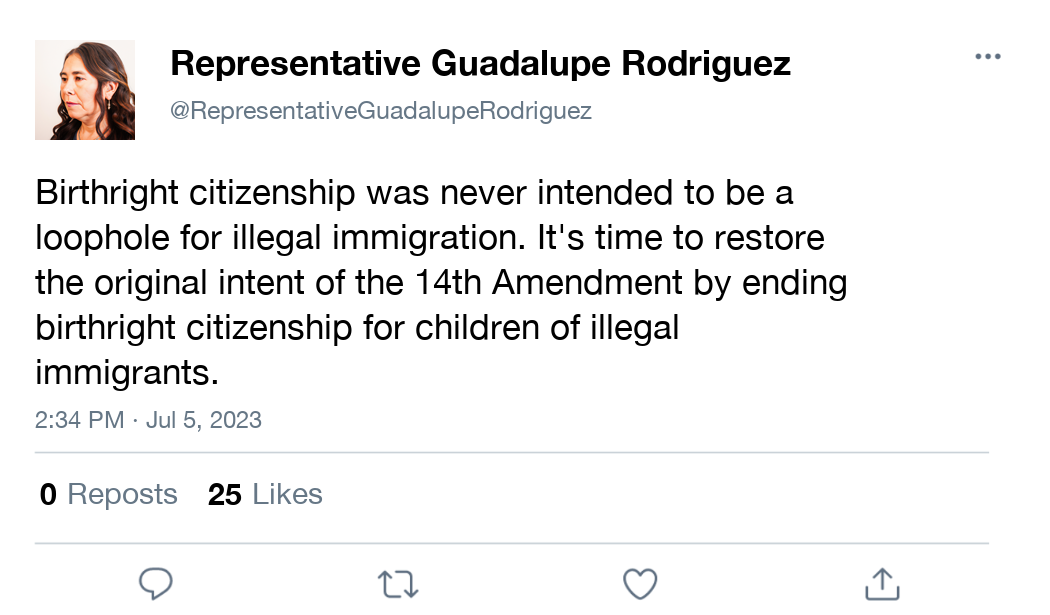 Representative Guadalupe Rodriguez
@RepresentativeGuadalupeRodriguez
Birthright citizenship was never intended to be a
loophole for illegal immigration. It's time to restore
the original intent of the 14th Amendment by ending
birthright citizenship for children of illegal
immigrants.
2:34 PM · Jul 5, 2023
0 Reposts 25 Likes